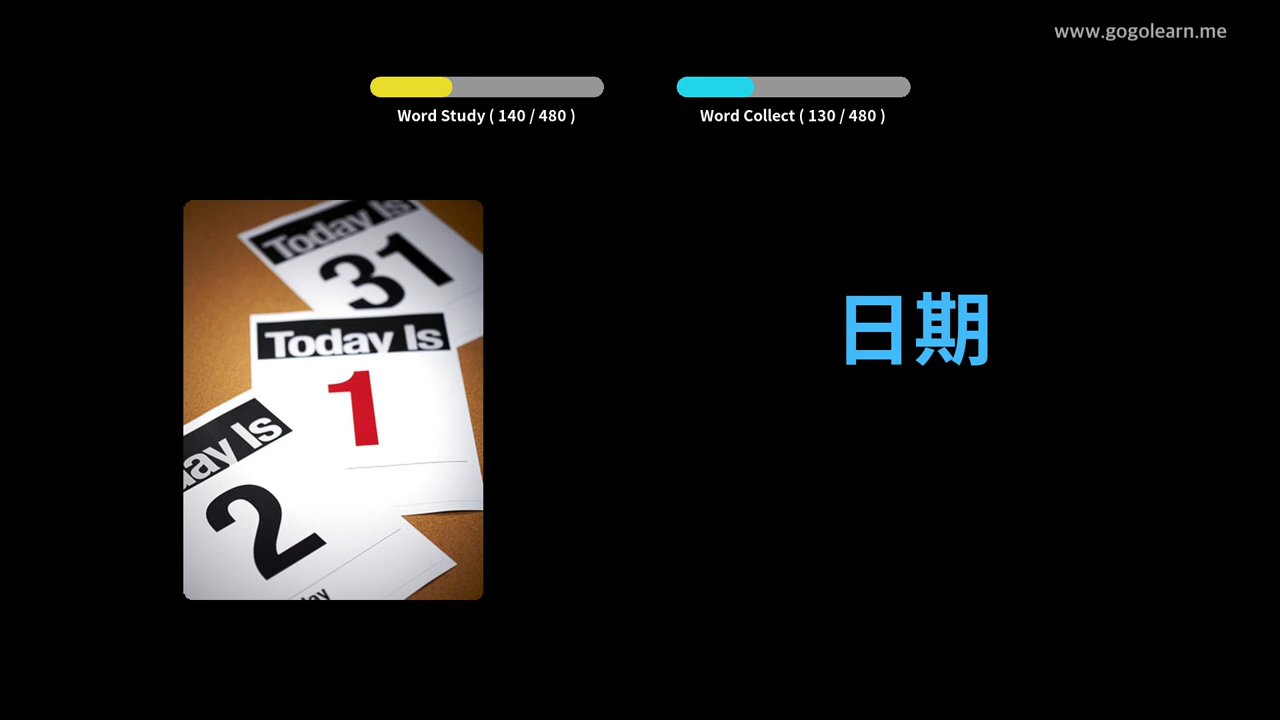 www.gogolearn.me
Word Study ( 140 / 480 )
Word Collect ( 130 / 480 )
Today Is
31
Today Is
1
ay Is
2
日期